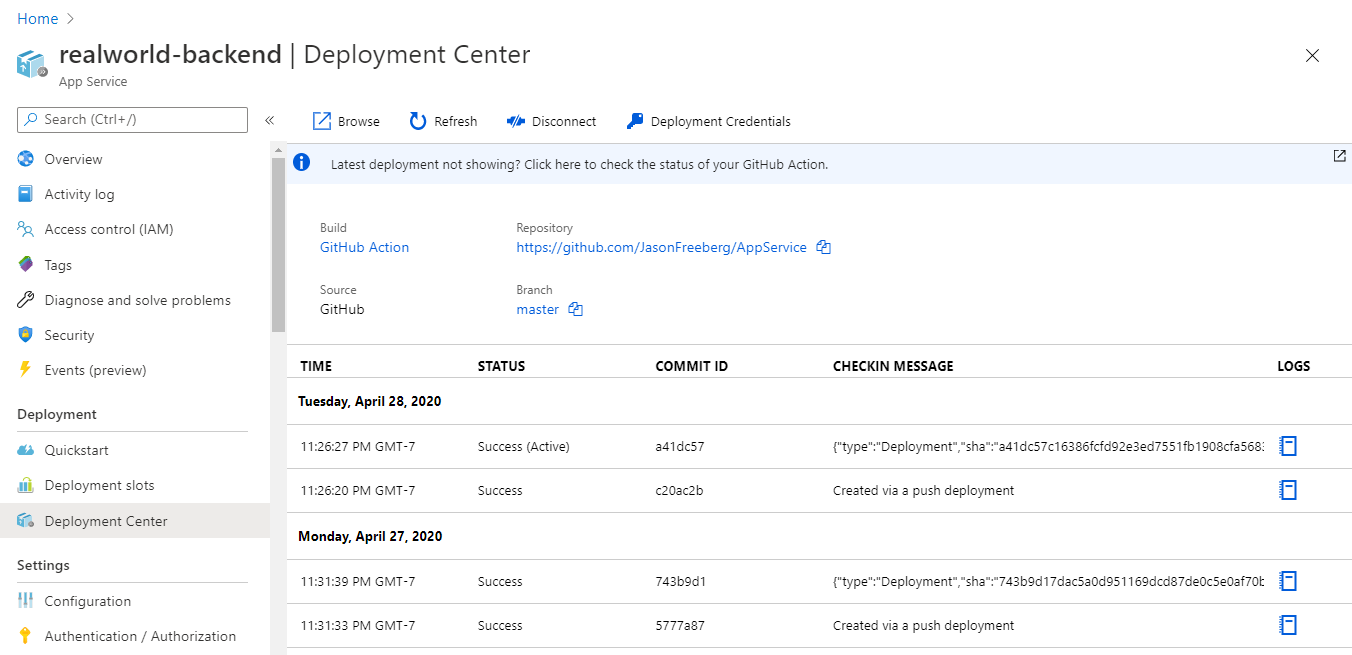 Home
realworld-backend | Deployment Center
App Service
Search (Ctrl+/)
Overview
Activity log
Access control (IAM)
Tags
Diagnose and solve problems
Security
Events (preview)
Deployment
Quickstart
Deployment slots
Deployment Center
Settings
Configuration
Authentication / Authorization
Browse Refresh Disconnect Deployment Credentials
Latest deployment not showing? Click here to check the status of your GitHub Action.
Build Repository
GitHub Action https://github.com/JasonFreeberg/AppService
Source Branch
GitHub master
TIME STATUS COMMIT ID CHECKIN MESSAGE LOGS
Tuesday, April 28, 2020
11:26:27 PM GMT-7 Success (Active) a41dc57 {"type":"Deployment","sha":"a41dc57c16386fcfd92e3ed7551fb1908cfa5683
11:26:20 PM GMT-7 Success c20ac2b Created via a push deployment
Monday, April 27, 2020
11:31:39 PM GMT-7 Success 743b9d1 {"type":"Deployment","sha":"743b9d17dac5a0d951169dcd87de0c5e0af70b
11:31:33 PM GMT-7 Success 5777a87 Created via a push deployment